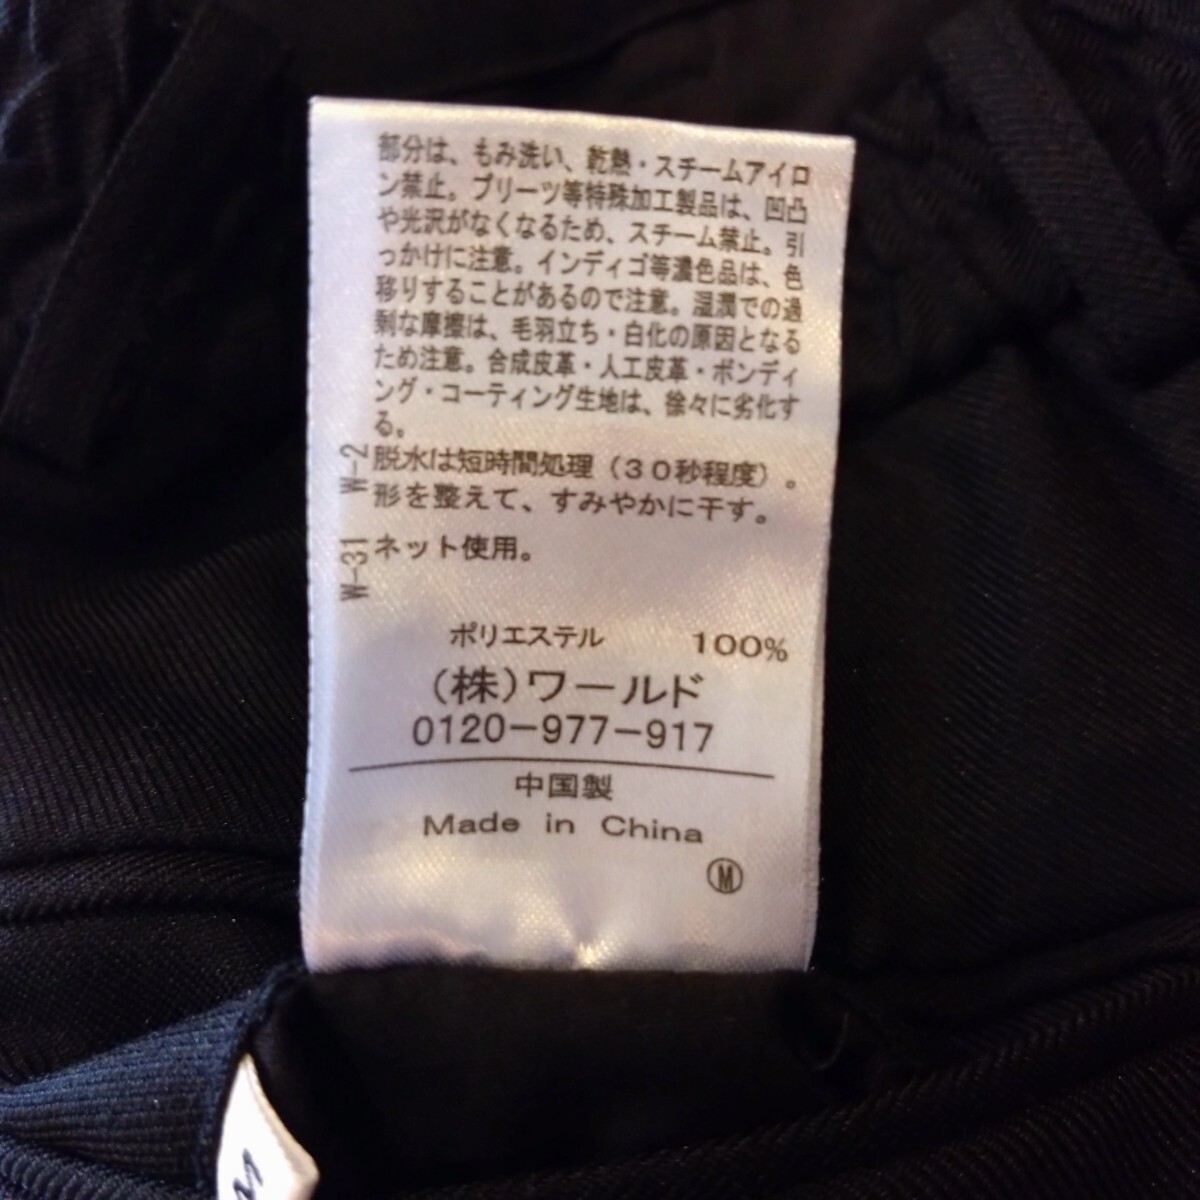 部分は、もみ洗い、乾熱・スチームアイロ
ン禁止。プリーツ等特殊加工製品は、凹凸
や光沢がなくなるため、スチーム禁止。引
っかけに注意。インディゴ等濃色品は、色
移りすることがあるので注意。湿潤での過
剰な摩擦は、毛羽立ち・白化の原因となる
ため注意。合成皮革・人工皮革・ボンディ
ング・コーティング生地は、徐々に劣化す
る。
W-2 脱水は短時間処理（30秒程度）。
形を整えて、すみやかに干す。
W-31 ネット使用。
ポリエステル 100%
(株)ワールド
0120-977-917
中国製
Made in China
Ⓜ